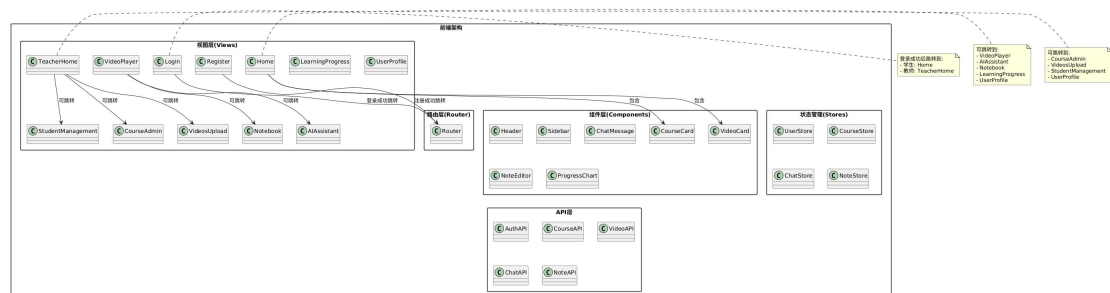 前端架构
视图层(Views)
TeacherHome
VideoPlayer
Login
Register
Home
LearningProgress
UserProfile
登录成功后跳转到:
- 学生: Home
- 教师: TeacherHome
可跳转到:
- VideoPlayer
- AIAssistant
- Notebook
- LearningProgress
- UserProfile
可跳转到:
- CourseAdmin
- VideosUpload
- StudentManagement
- UserProfile
可跳转
可跳转
可跳转
可跳转
可跳转
登录成功跳转
注册成功跳转
包含
包含
StudentManagement
CourseAdmin
VideosUpload
Notebook
AIAssistant
路由层(Router)
Router
组件层(Components)
Header
Sidebar
ChatMessage
CourseCard
VideoCard
NoteEditor
ProgressChart
状态管理(Stores)
UserStore
CourseStore
ChatStore
NoteStore
API层
AuthAPI
CourseAPI
VideoAPI
ChatAPI
NoteAPI